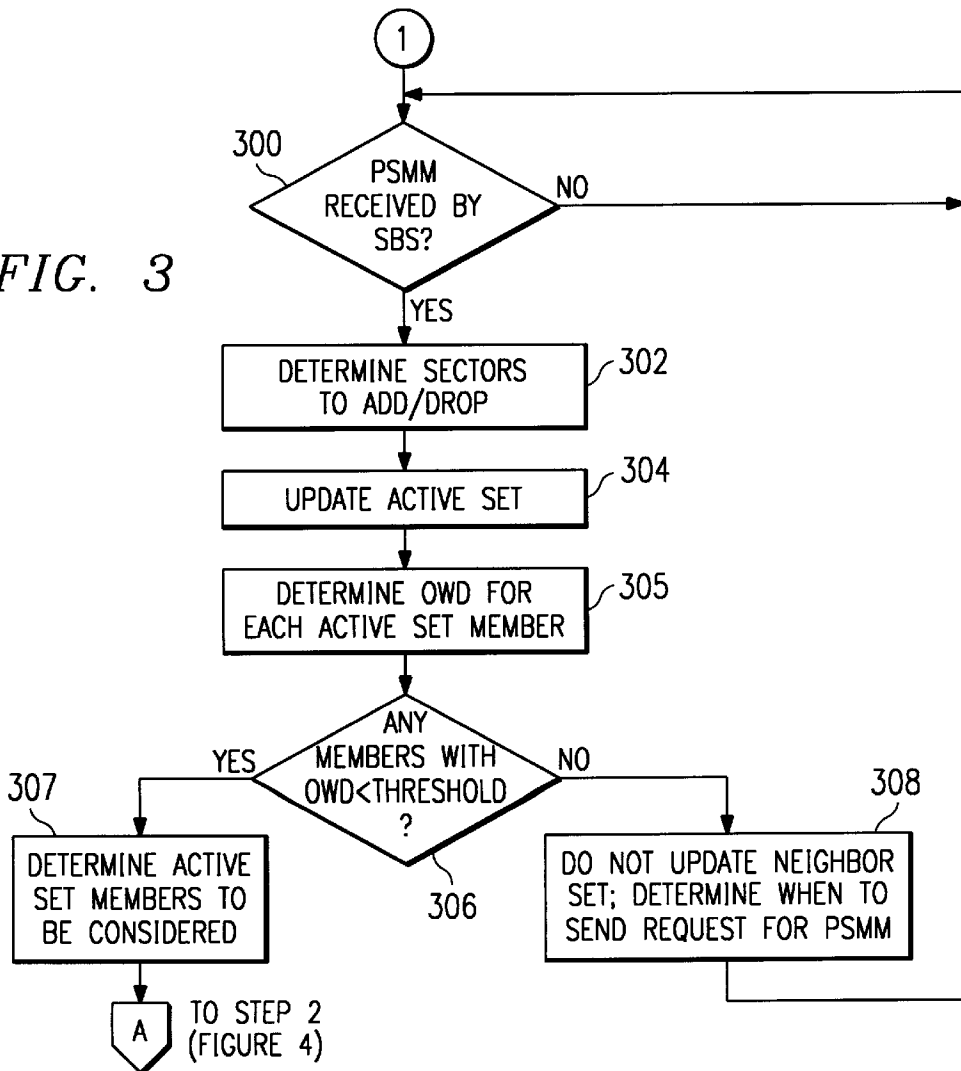 1
300
PSMM
RECEIVED BY
SBS?
NO
FIG. 3
YES
DETERMINE SECTORS
TO ADD/DROP
302
UPDATE ACTIVE SET
304
DETERMINE OWD FOR
EACH ACTIVE SET MEMBER
305
ANY
MEMBERS WITH
OWD<THRESHOLD
?
YES
NO
306
307
DETERMINE ACTIVE
SET MEMBERS TO
BE CONSIDERED
308
DO NOT UPDATE NEIGHBOR
SET; DETERMINE WHEN TO
SEND REQUEST FOR PSMM
A
TO STEP 2
(FIGURE 4)